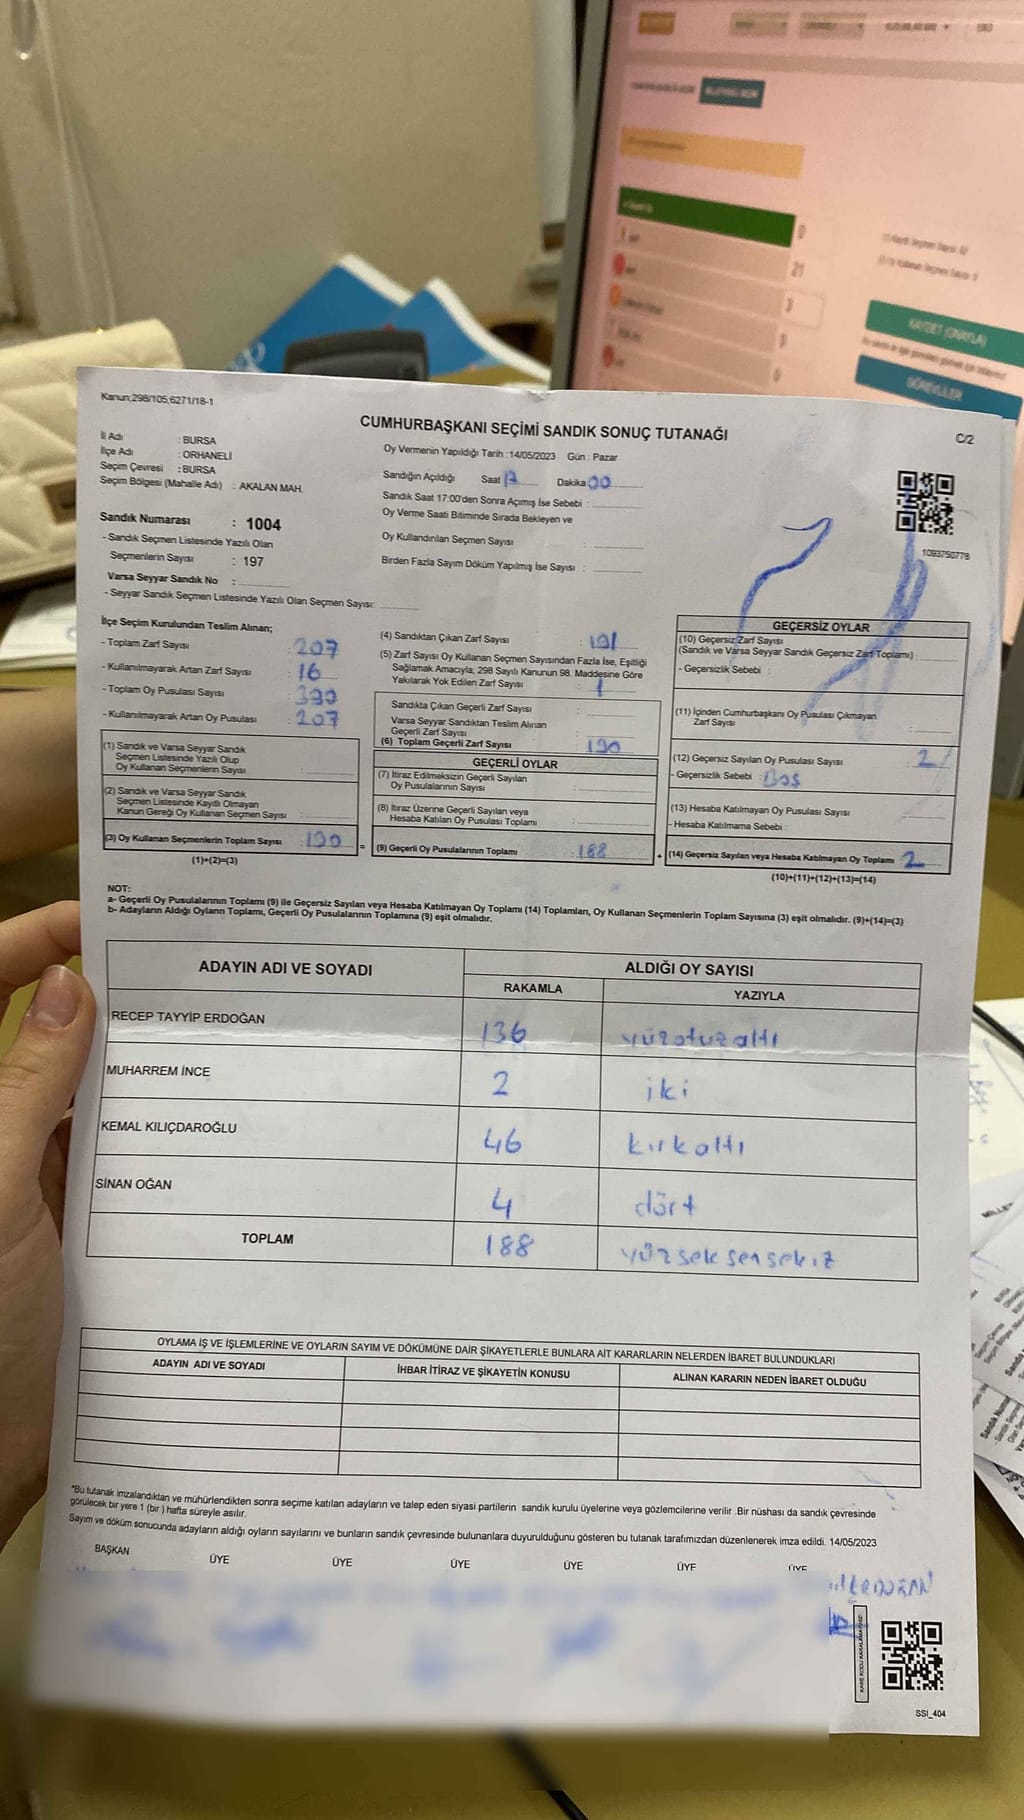 KAYDET (ONAYLA)
GÖREVLİLER
Kanun;298/105;6271/18-1
CUMHURBAŞKANI SEÇİMİ SANDIK SONUÇ TUTANAĞI
C/2
İl Adı : BURSA
İlçe Adı : ORHANELİ
Seçim Çevresi : BURSA
Seçim Bölgesi (Mahalle Adı) : AKALAN MAH.
Oy Vermenin Yapıldığı Tarih :14/05/2023 Gün : Pazar
Sandığın Açıldığı Saat 17 Dakika 00
Sandık Saat 17:00'den Sonra Açımış İse Sebebi :
Oy Verme Saati Bitiminde Sırada Bekleyen ve
Oy Kullandırılan Seçmen Sayısı :
Birden Fazla Sayım Döküm Yapılmış İse Sayısı :
1093750778
Sandık Numarası : 1004
- Sandık Seçmen Listesinde Yazılı Olan
Seçmenlerin Sayısı : 197
Varsa Seyyar Sandık No :
- Seyyar Sandık Seçmen Listesinde Yazılı Olan Seçmen Sayısı:
İlçe Seçim Kurulundan Teslim Alınan;
- Toplam Zarf Sayısı : 207
- Kullanılmayarak Artan Zarf Sayısı : 16
- Toplam Oy Pusulası Sayısı : 390
- Kullanılmayarak Artan Oy Pusulası : 207
(1) Sandık ve Varsa Seyyar Sandık
Seçmen Listesinde Yazılı Olup
Oy Kullanan Seçmenlerin Sayısı :
(2) Sandık ve Varsa Seyyar Sandık
Seçmen Listesinde Kayıtlı Olmayan
Kanun Gereği Oy Kullanan Seçmen Sayısı :
(3) Oy Kullanan Seçmenlerin Toplam Sayısı : 190
(1)+(2)=(3)
(4) Sandıktan Çıkan Zarf Sayısı : 191
(5) Zarf Sayısı Oy Kullanan Seçmen Sayısından Fazla İse, Eşitliği
Sağlamak Amacıyla, 298 Sayılı Kanunun 98. Maddesine Göre
Yakılarak Yok Edilen Zarf Sayısı : 1
Sandıkta Çıkan Geçerli Zarf Sayısı :
Varsa Seyyar Sandıktan Teslim Alınan
Geçerli Zarf Sayısı :
(6) Toplam Geçerli Zarf Sayısı : 190
GEÇERLİ OYLAR
(7) İtiraz Edilmeksizin Geçerli Sayılan
Oy Pusulalarının Sayısı :
(8) İtiraz Üzerine Geçerli Sayılan veya
Hesaba Katılan Oy Pusulası Toplamı :
= (9) Geçerli Oy Pusulalarının Toplamı : 188
GEÇERSİZ OYLAR
(10) Geçersiz Zarf Sayısı
(Sandık ve Varsa Seyyar Sandık Geçersiz Zarf Toplamı) :
- Geçersizlik Sebebi :
(11) İçinden Cumhurbaşkanı Oy Pusulası Çıkmayan
Zarf Sayısı :
(12) Geçersiz Sayılan Oy Pusulası Sayısı : 2
- Geçersizlik Sebebi : Boş
(13) Hesaba Katılmayan Oy Pusulası Sayısı :
- Hesaba Katılmama Sebebi :
+ (14) Geçersiz Sayılan veya Hesaba Katılmayan Oy Toplamı 2
(10)+(11)+(12)+(13)=(14)
NOT:
a- Geçerli Oy Pusulalarının Toplamı (9) ile Geçersiz Sayılan veya Hesaba Katılmayan Oy Toplamı (14) Toplamları, Oy Kullanan Seçmenlerin Toplam Sayısına (3) eşit olmalıdır. (9)+(14)=(3)
b- Adayların Aldığı Oyların Toplamı, Geçerli Oy Pusulalarının Toplamına (9) eşit olmalıdır.
ADAYIN ADI VE SOYADI ALDIĞI OY SAYISI
RAKAMLA YAZIYLA
RECEP TAYYİP ERDOĞAN 136 yüzotuzaltı
MUHARREM İNCE 2 iki
KEMAL KILIÇDAROĞLU 46 kırkaltı
SİNAN OĞAN 4 dört
TOPLAM 188 yüzseksensekiz
OYLAMA İŞ VE İŞLEMLERİNE VE OYLARIN SAYIM VE DÖKÜMÜNE DAİR ŞİKAYETLERLE BUNLARA AİT KARARLARIN NELERDEN İBARET BULUNDUKLARI
ADAYIN ADI VE SOYADI İHBAR İTİRAZ VE ŞİKAYETİN KONUSU ALINAN KARARIN NEDEN İBARET OLDUĞU
*Bu tutanak imzalandıktan ve mühürlendikten sonra seçime katılan adayların ve talep eden siyasi partilerin sandık kurulu üyelerine veya gözlemcilerine verilir .Bir nüshası da sandık çevresinde
görülecek bir yere 1 (bir ) hafta süreyle asılır.
Sayım ve döküm sonucunda adayların aldığı oyların sayılarını ve bunların sandık çevresinde bulunanlara duyurulduğunu gösteren bu tutanak tarafımızdan düzenlenerek imza edildi. 14/05/2023
BAŞKAN ÜYE ÜYE ÜYE ÜYE ÜYE ÜYE
SSI_404